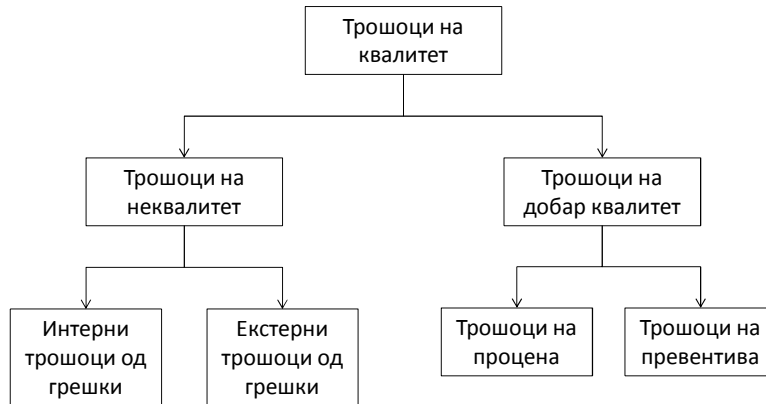 Трошоци на
квалитет
Трошоци на
неквалитет
Трошоци на
добар квалитет
Интерни
трошоци од
грешки
Екстерни
трошоци од
грешки
Трошоци на
процена
Трошоци на
превентива